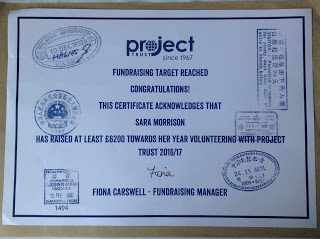 project
TRUST
since 1967
FUNDRAISING TARGET REACHED
CONGRATULATIONS!
THIS CERTIFICATE ACKNOWLEDGES THAT
SARA MORRISON
HAS RAISED AT LEAST £6200 TOWARDS HER YEAR VOLUNTEERING WITH PROJECT
TRUST 2016/17
Fiona
FIONA CARSWELL - FUNDRAISING MANAGER
1494